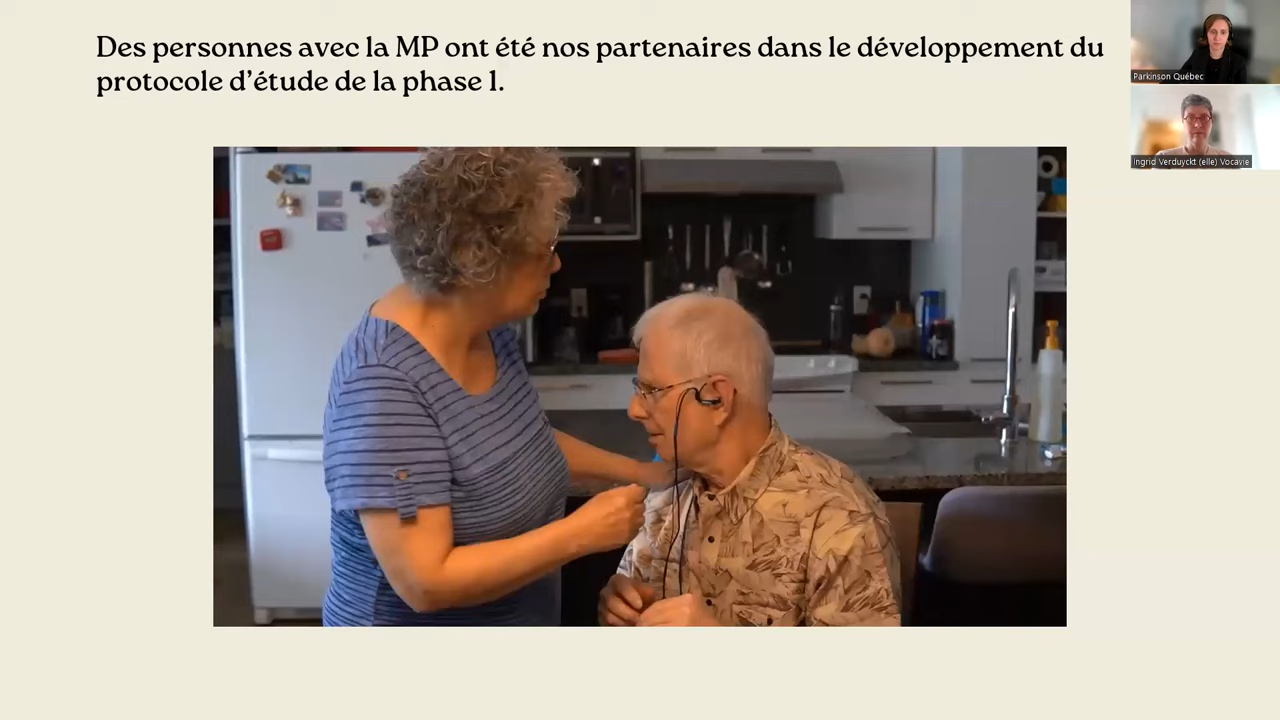 Des personnes avec la MP ont été nos partenaires dans le développement du
protocole d'étude de la phase 1.
Parkinson Québec
Ingrid Verduyckt (elle) Vocavie